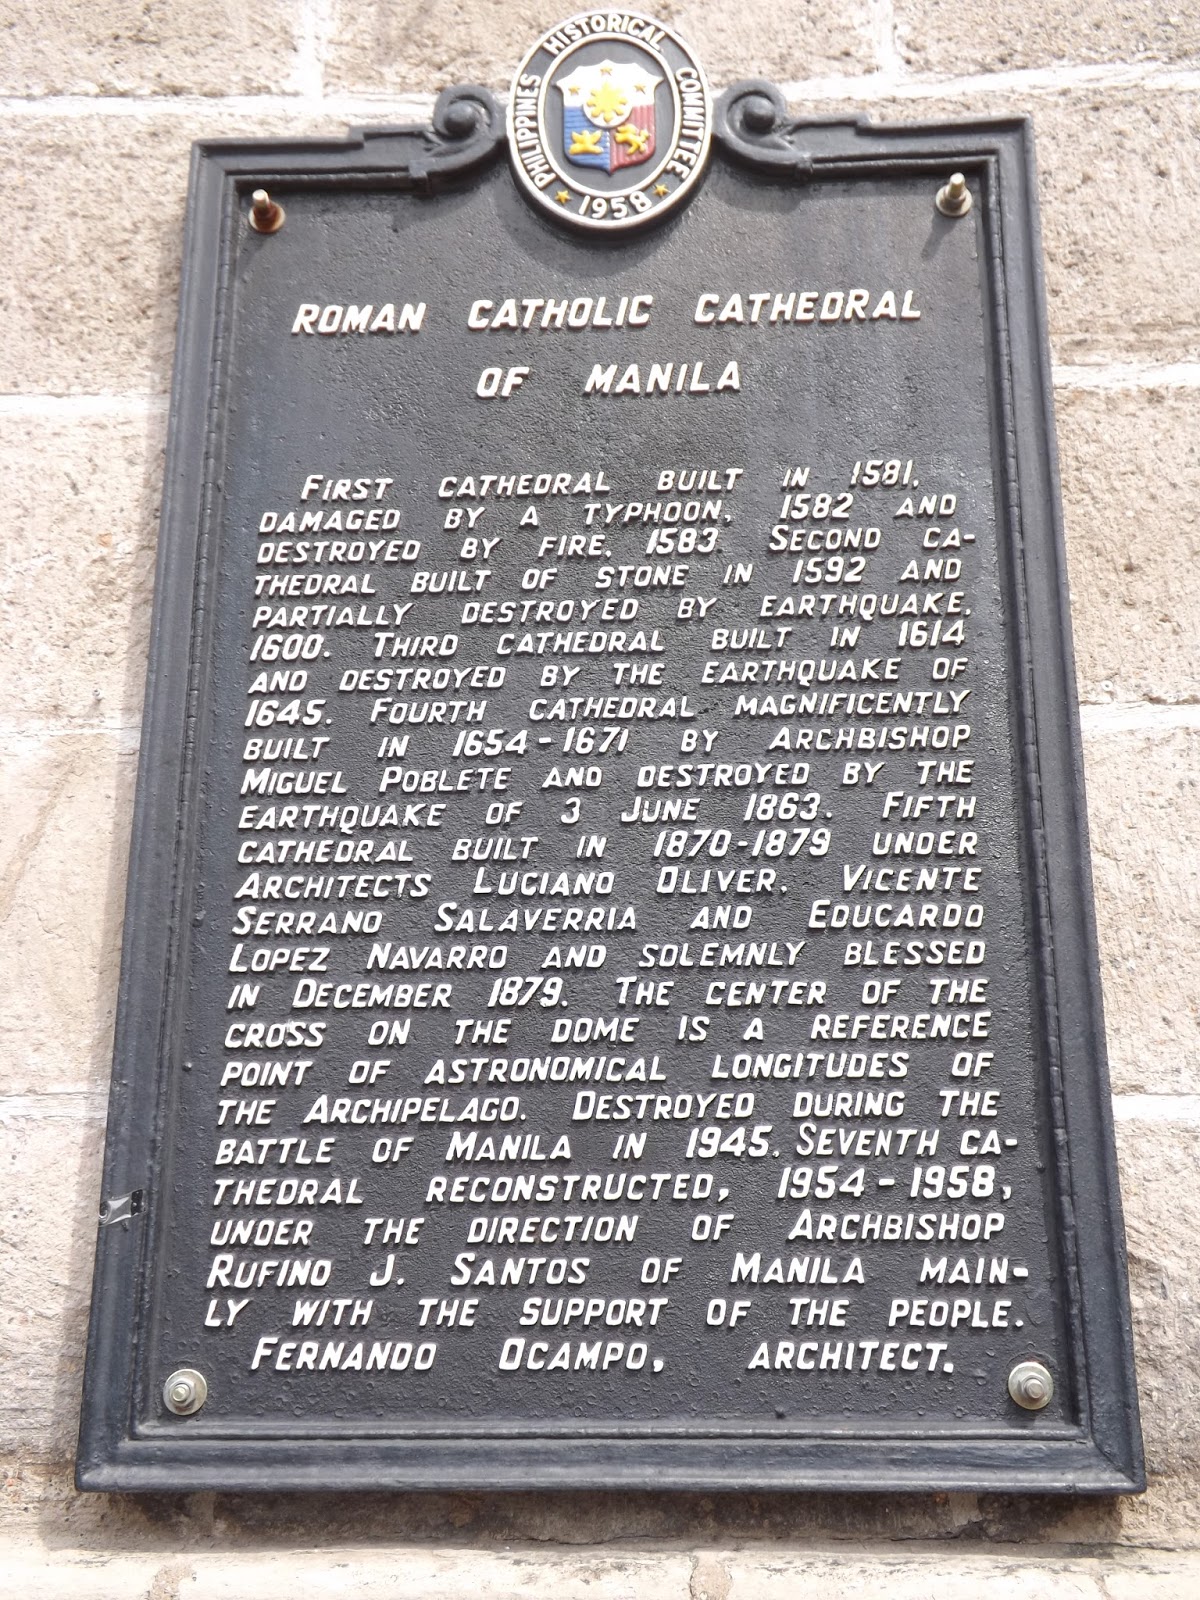 PHILIPPINES HISTORICAL COMMITTEE
1958
ROMAN CATHOLIC CATHEDRAL
OF MANILA
FIRST CATHEDRAL BUILT IN 1581,
DAMAGED BY A TYPHOON, 1582 AND
DESTROYED BY FIRE, 1583. SECOND CA-
THEDRAL BUILT OF STONE IN 1592 AND
PARTIALLY DESTROYED BY EARTHQUAKE,
1600. THIRD CATHEDRAL BUILT IN 1614
AND DESTROYED BY THE EARTHQUAKE OF
1645. FOURTH CATHEDRAL MAGNIFICENTLY
BUILT IN 1654-1671 BY ARCHBISHOP
MIGUEL POBLETE AND DESTROYED BY THE
EARTHQUAKE OF 3 JUNE 1863. FIFTH
CATHEDRAL BUILT IN 1870-1879 UNDER
ARCHITECTS LUCIANO OLIVER, VICENTE
SERRANO SALAVERRIA AND EDUCARDO
LOPEZ NAVARRO AND SOLEMNLY BLESSED
IN DECEMBER 1879. THE CENTER OF THE
CROSS ON THE DOME IS A REFERENCE
POINT OF ASTRONOMICAL LONGITUDES OF
THE ARCHIPELAGO. DESTROYED DURING THE
BATTLE OF MANILA IN 1945. SEVENTH CA-
THEDRAL RECONSTRUCTED, 1954-1958,
UNDER THE DIRECTION OF ARCHBISHOP
RUFINO J. SANTOS OF MANILA MAIN-
LY WITH THE SUPPORT OF THE PEOPLE.
FERNANDO OCAMPO, ARCHITECT.